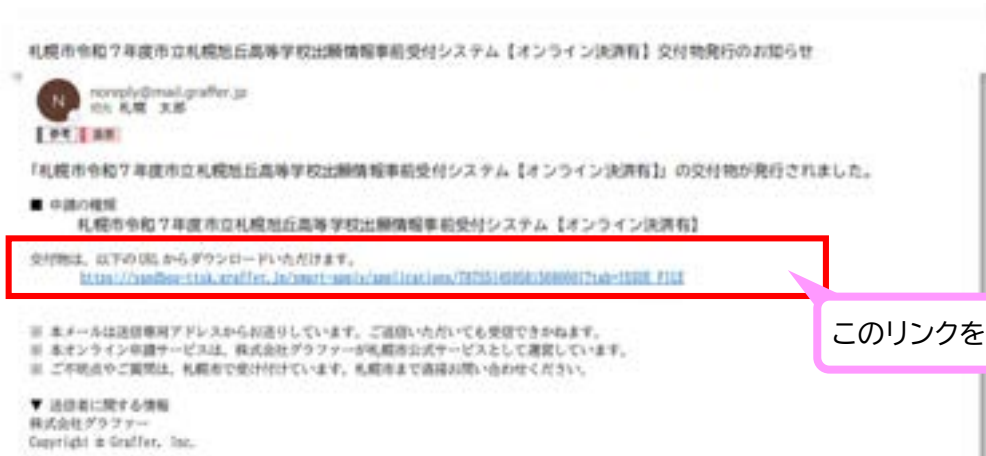 札幌市令和7年度市立札幌旭丘高等学校出願情報事前受付システム【オンライン決済有】交付物発行のお知らせ
N
noreply@mail.graffer.jp
宛先 札幌 太郎
「札幌市令和7年度市立札幌旭丘高等学校出願情報事前受付システム【オンライン決済有】」の交付物が発行されました。
■ 申請の種類
札幌市令和7年度市立札幌旭丘高等学校出願情報事前受付システム【オンライン決済有】
交付物は、以下の URL からダウンロードいただけます。
このリンクを
※ 本メールは送信専用アドレスからお送りしています。ご返信いただいても受信できかねます。
※ 本オンライン申請サービスは、株式会社グラファーが札幌市公式サービスとして運営しています。
※ ご不明点やご質問は、札幌市で受け付けています。札幌市まで直接お問い合わせください。
▼ 送信者に関する情報
株式会社グラファー
Copyright © Graffer, Inc.